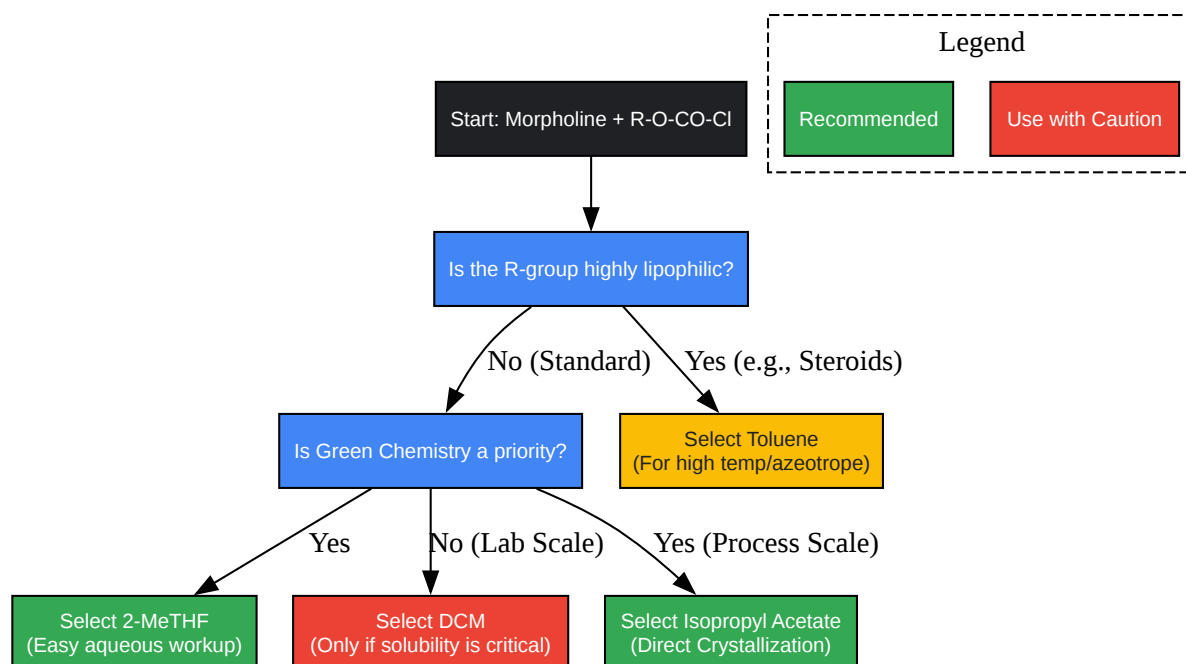 Legend
Start: Morpholine + R-O-CO-Cl
Recommended
Use with Caution
Is the R-group highly lipophilic?
No (Standard)
Yes (e.g., Steroids)
Is Green Chemistry a priority?
Select Toluene
(For high temp/azeotrope)
Yes
No (Lab Scale)
Yes (Process Scale)
Select 2-MeTHF
(Easy aqueous workup)
Select DCM
(Only if solubility is critical)
Select Isopropyl Acetate
(Direct Crystallization)